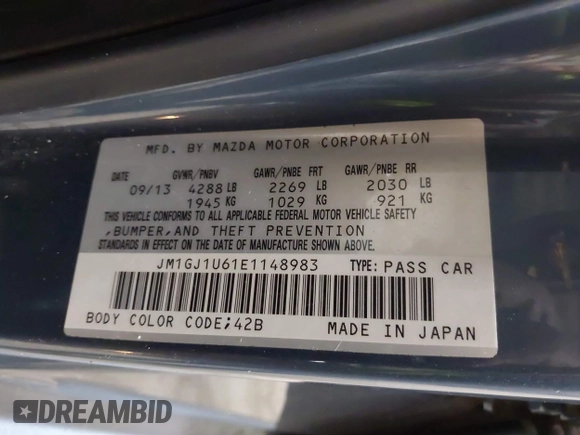 MFD. BY MAZDA MOTOR CORPORATION
DATE GVWR/PNBV GAWR/PNBE FRT GAWR/PNBE RR
09/13 4288 LB 2269 LB 2030 LB
1945 KG 1029 KG 921 KG
THIS VEHICLE CONFORMS TO ALL APPLICABLE FEDERAL MOTOR VEHICLE SAFETY
,BUMPER,AND THEFT PREVENTION
STANDARDS IN EFFECT ON THE DATE OF MANUFACTURE SHOWN ABOVE.
JM1GJ1U61E1148983 TYPE: PASS CAR
BODY COLOR CODE;42B MADE IN JAPAN
DREAMBID